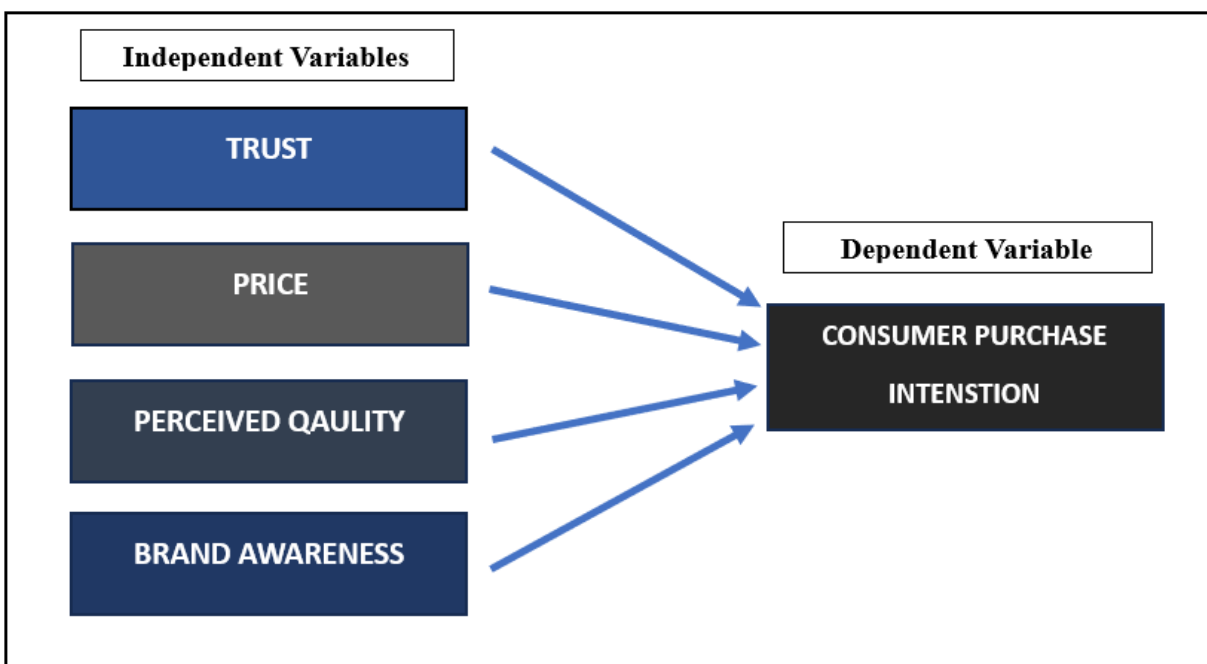 Independent Variables
TRUST
PRICE
PERCEIVED QAULITY
BRAND AWARENESS
Dependent Variable
CONSUMER PURCHASE
INTENSTION